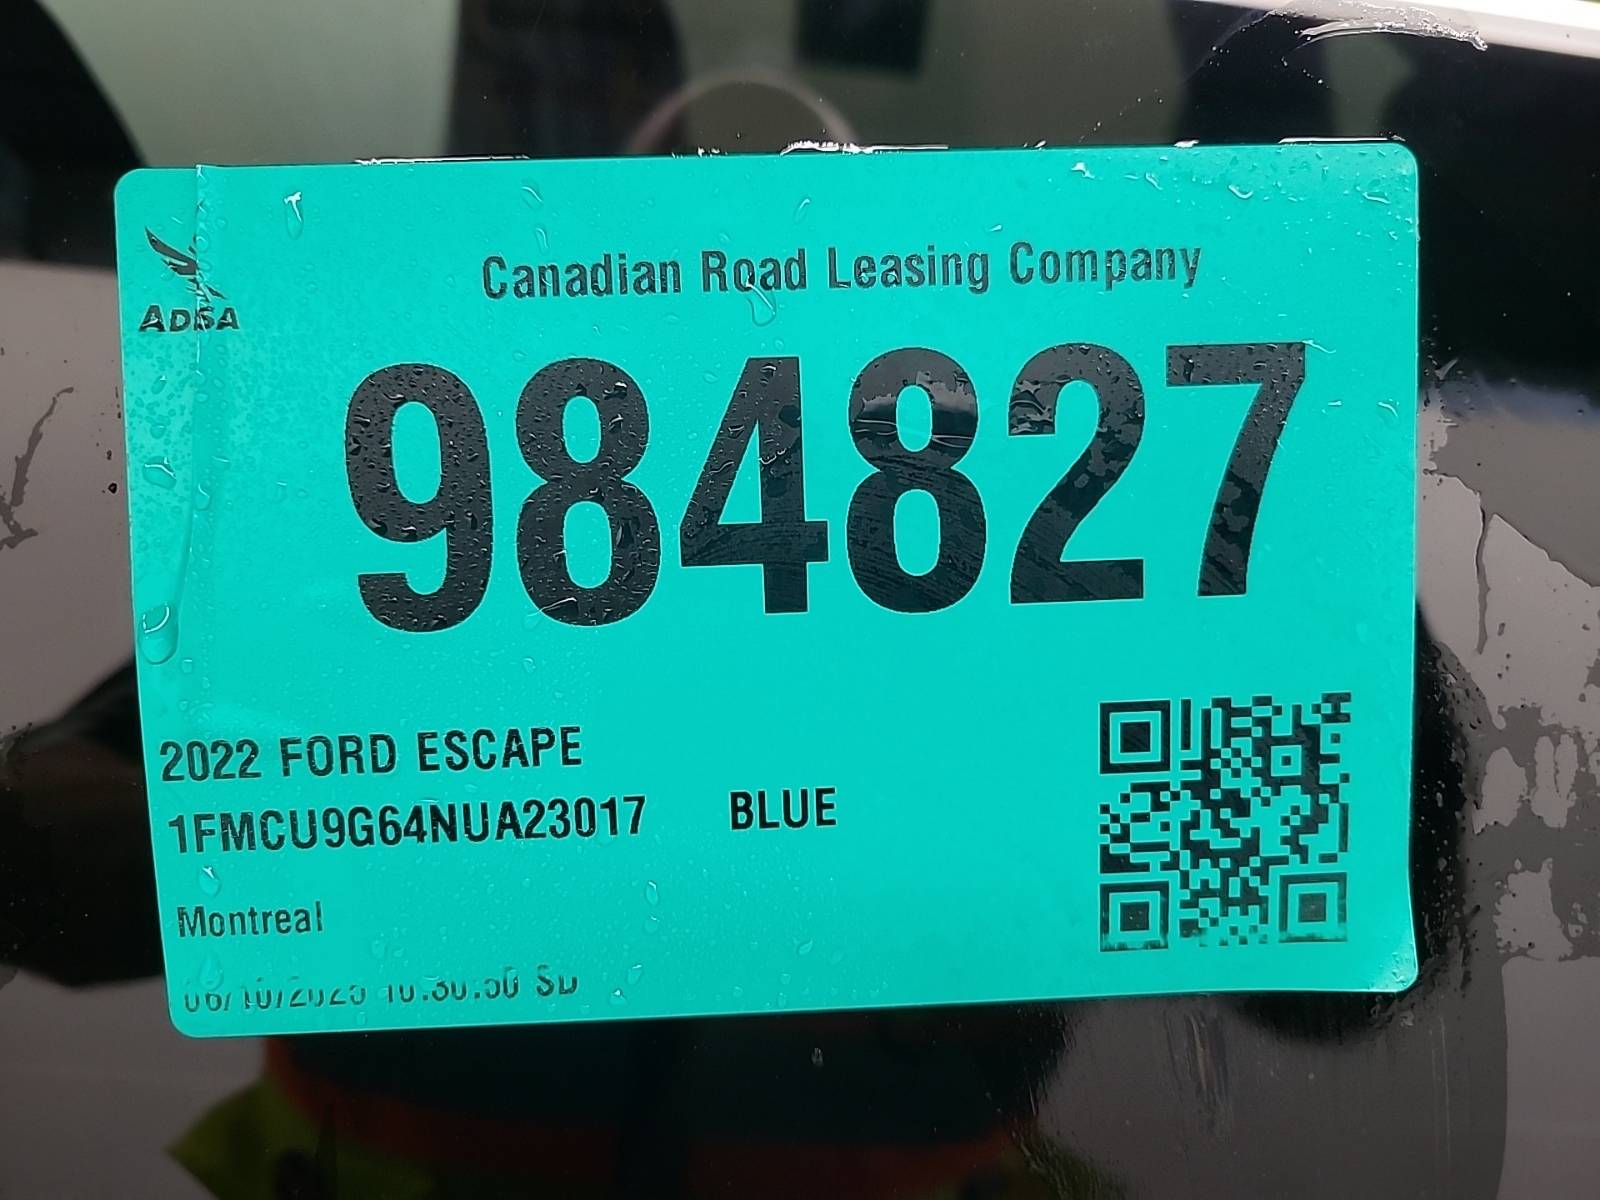 ADESA
Canadian Road Leasing Company
984827
2022 FORD ESCAPE
1FMCU9G64NUA23017 BLUE
Montreal